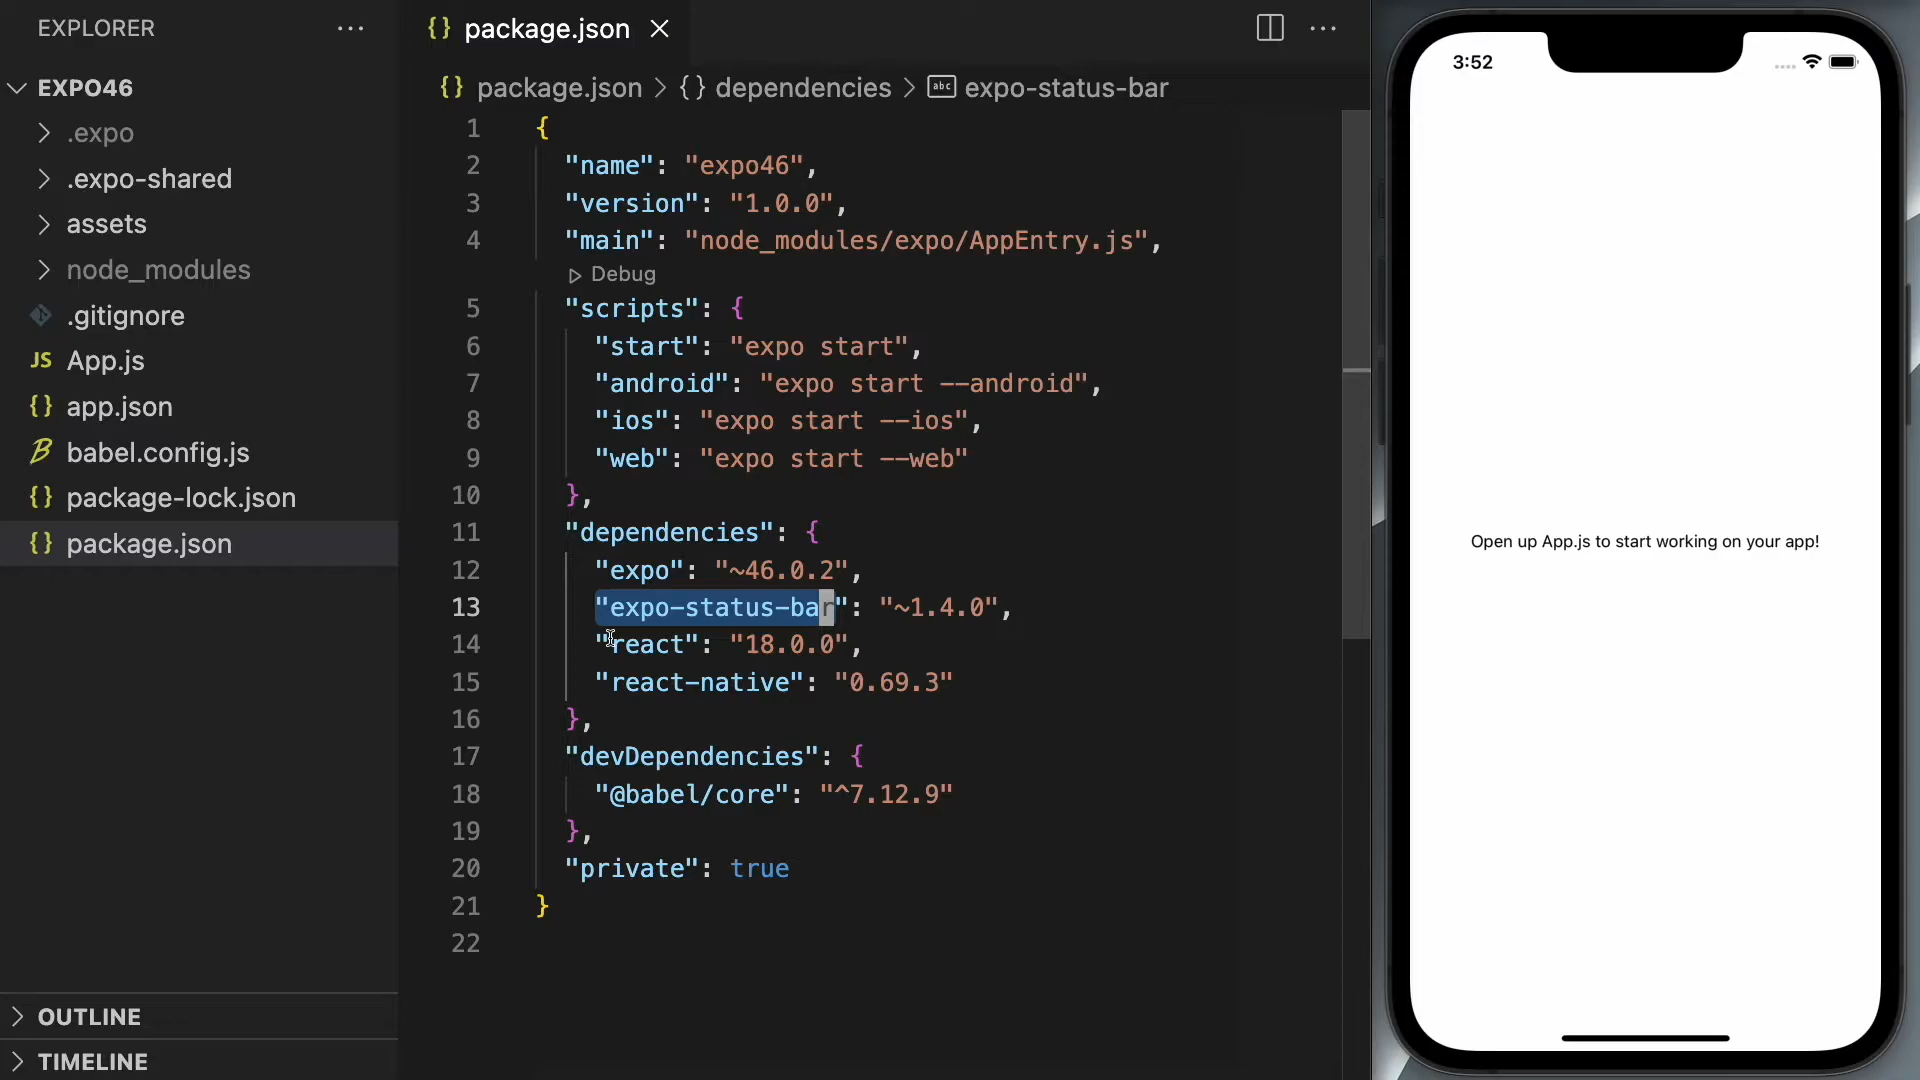 EXPLORER
EXPO46
.expo
.expo-shared
assets
node_modules
.gitignore
JS App.js
{} app.json
babel.config.js
{} package-lock.json
{} package.json
OUTLINE
TIMELINE
{} package.json
{} package.json > {} dependencies > abc expo-status-bar
1 {
2 "name": "expo46",
3 "version": "1.0.0",
4 "main": "node_modules/expo/AppEntry.js",
Debug
5 "scripts": {
6 "start": "expo start",
7 "android": "expo start --android",
8 "ios": "expo start --ios",
9 "web": "expo start --web"
10 },
11 "dependencies": {
12 "expo": "~46.0.2",
13 "expo-status-bar": "~1.4.0",
14 "react": "18.0.0",
15 "react-native": "0.69.3"
16 },
17 "devDependencies": {
18 "@babel/core": "^7.12.9"
19 },
20 "private": true
21 }
22
3:52
Open up App.js to start working on your app!